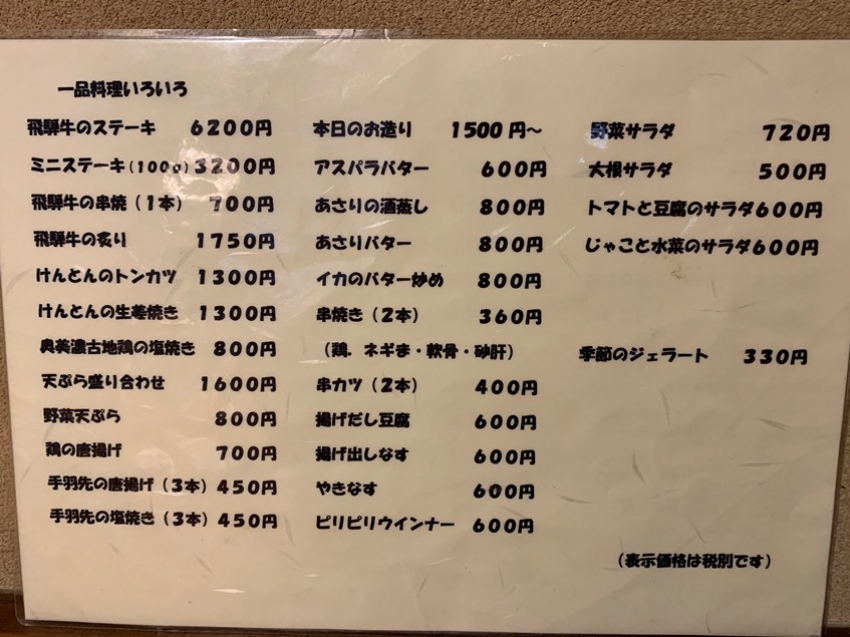 一品料理いろいろ
飛騨牛のステーキ 6200円
ミニステーキ(100g) 3200円
飛騨牛の串焼(1本) 700円
飛騨牛の炙り 1750円
けんとんのトンカツ 1300円
けんとんの生姜焼き 1300円
奥美濃古地鶏の塩焼き 800円
天ぷら盛り合わせ 1600円
野菜天ぷら 800円
鶏の唐揚げ 700円
手羽先の唐揚げ(3本) 450円
手羽先の塩焼き(3本) 450円
本日のお造り 1500円～
アスパラバター 600円
あさりの酒蒸し 800円
あさりバター 800円
イカのバター炒め 800円
串焼き(2本) 360円
(鶏.ネギま・軟骨・砂肝)
串カツ(2本) 400円
揚げだし豆腐 600円
揚げ出しなす 600円
やきなす 600円
ピリピリウインナー 600円
野菜サラダ 720円
大根サラダ 500円
トマトと豆腐のサラダ 600円
じゃこと水菜のサラダ 600円
季節のジェラート 330円
(表示価格は税別です)